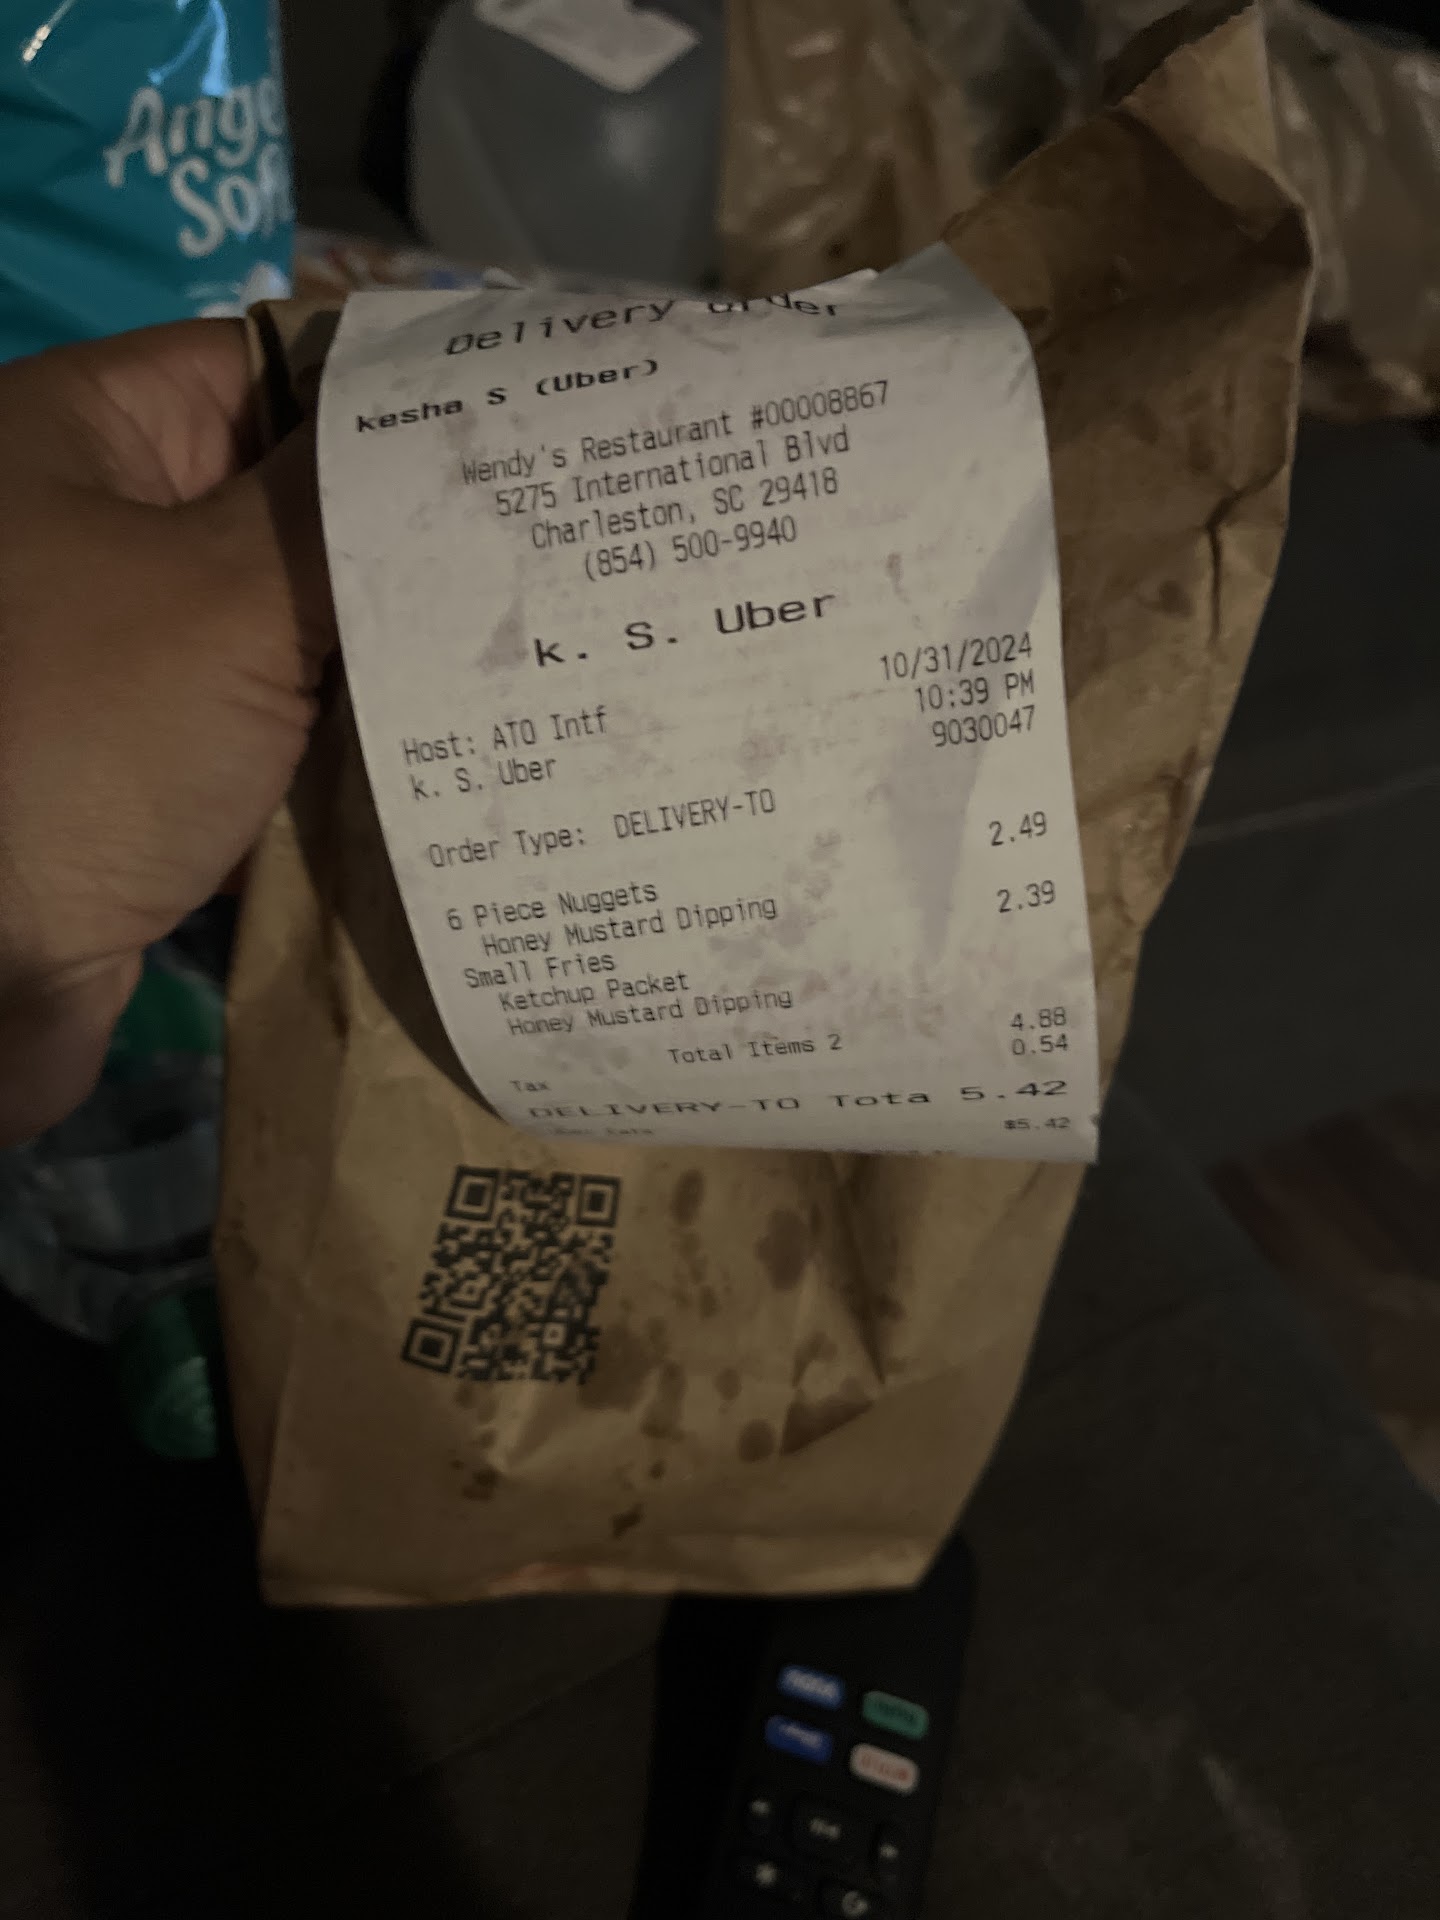 Angel
Soft
Delivery Order
kesha S (Uber)
Wendy's Restaurant #00008867
5275 International Blvd
Charleston, SC 29418
(854) 500-9940
k. S. Uber
10/31/2024
Host: ATO Intf 10:39 PM
k. S. Uber 9030047
Order Type: DELIVERY-TO
6 Piece Nuggets 2.49
Honey Mustard Dipping
Small Fries 2.39
Ketchup Packet
Honey Mustard Dipping
Total Items 2 4.88
Tax 0.54
DELIVERY-TO Tota 5.42
$5.42